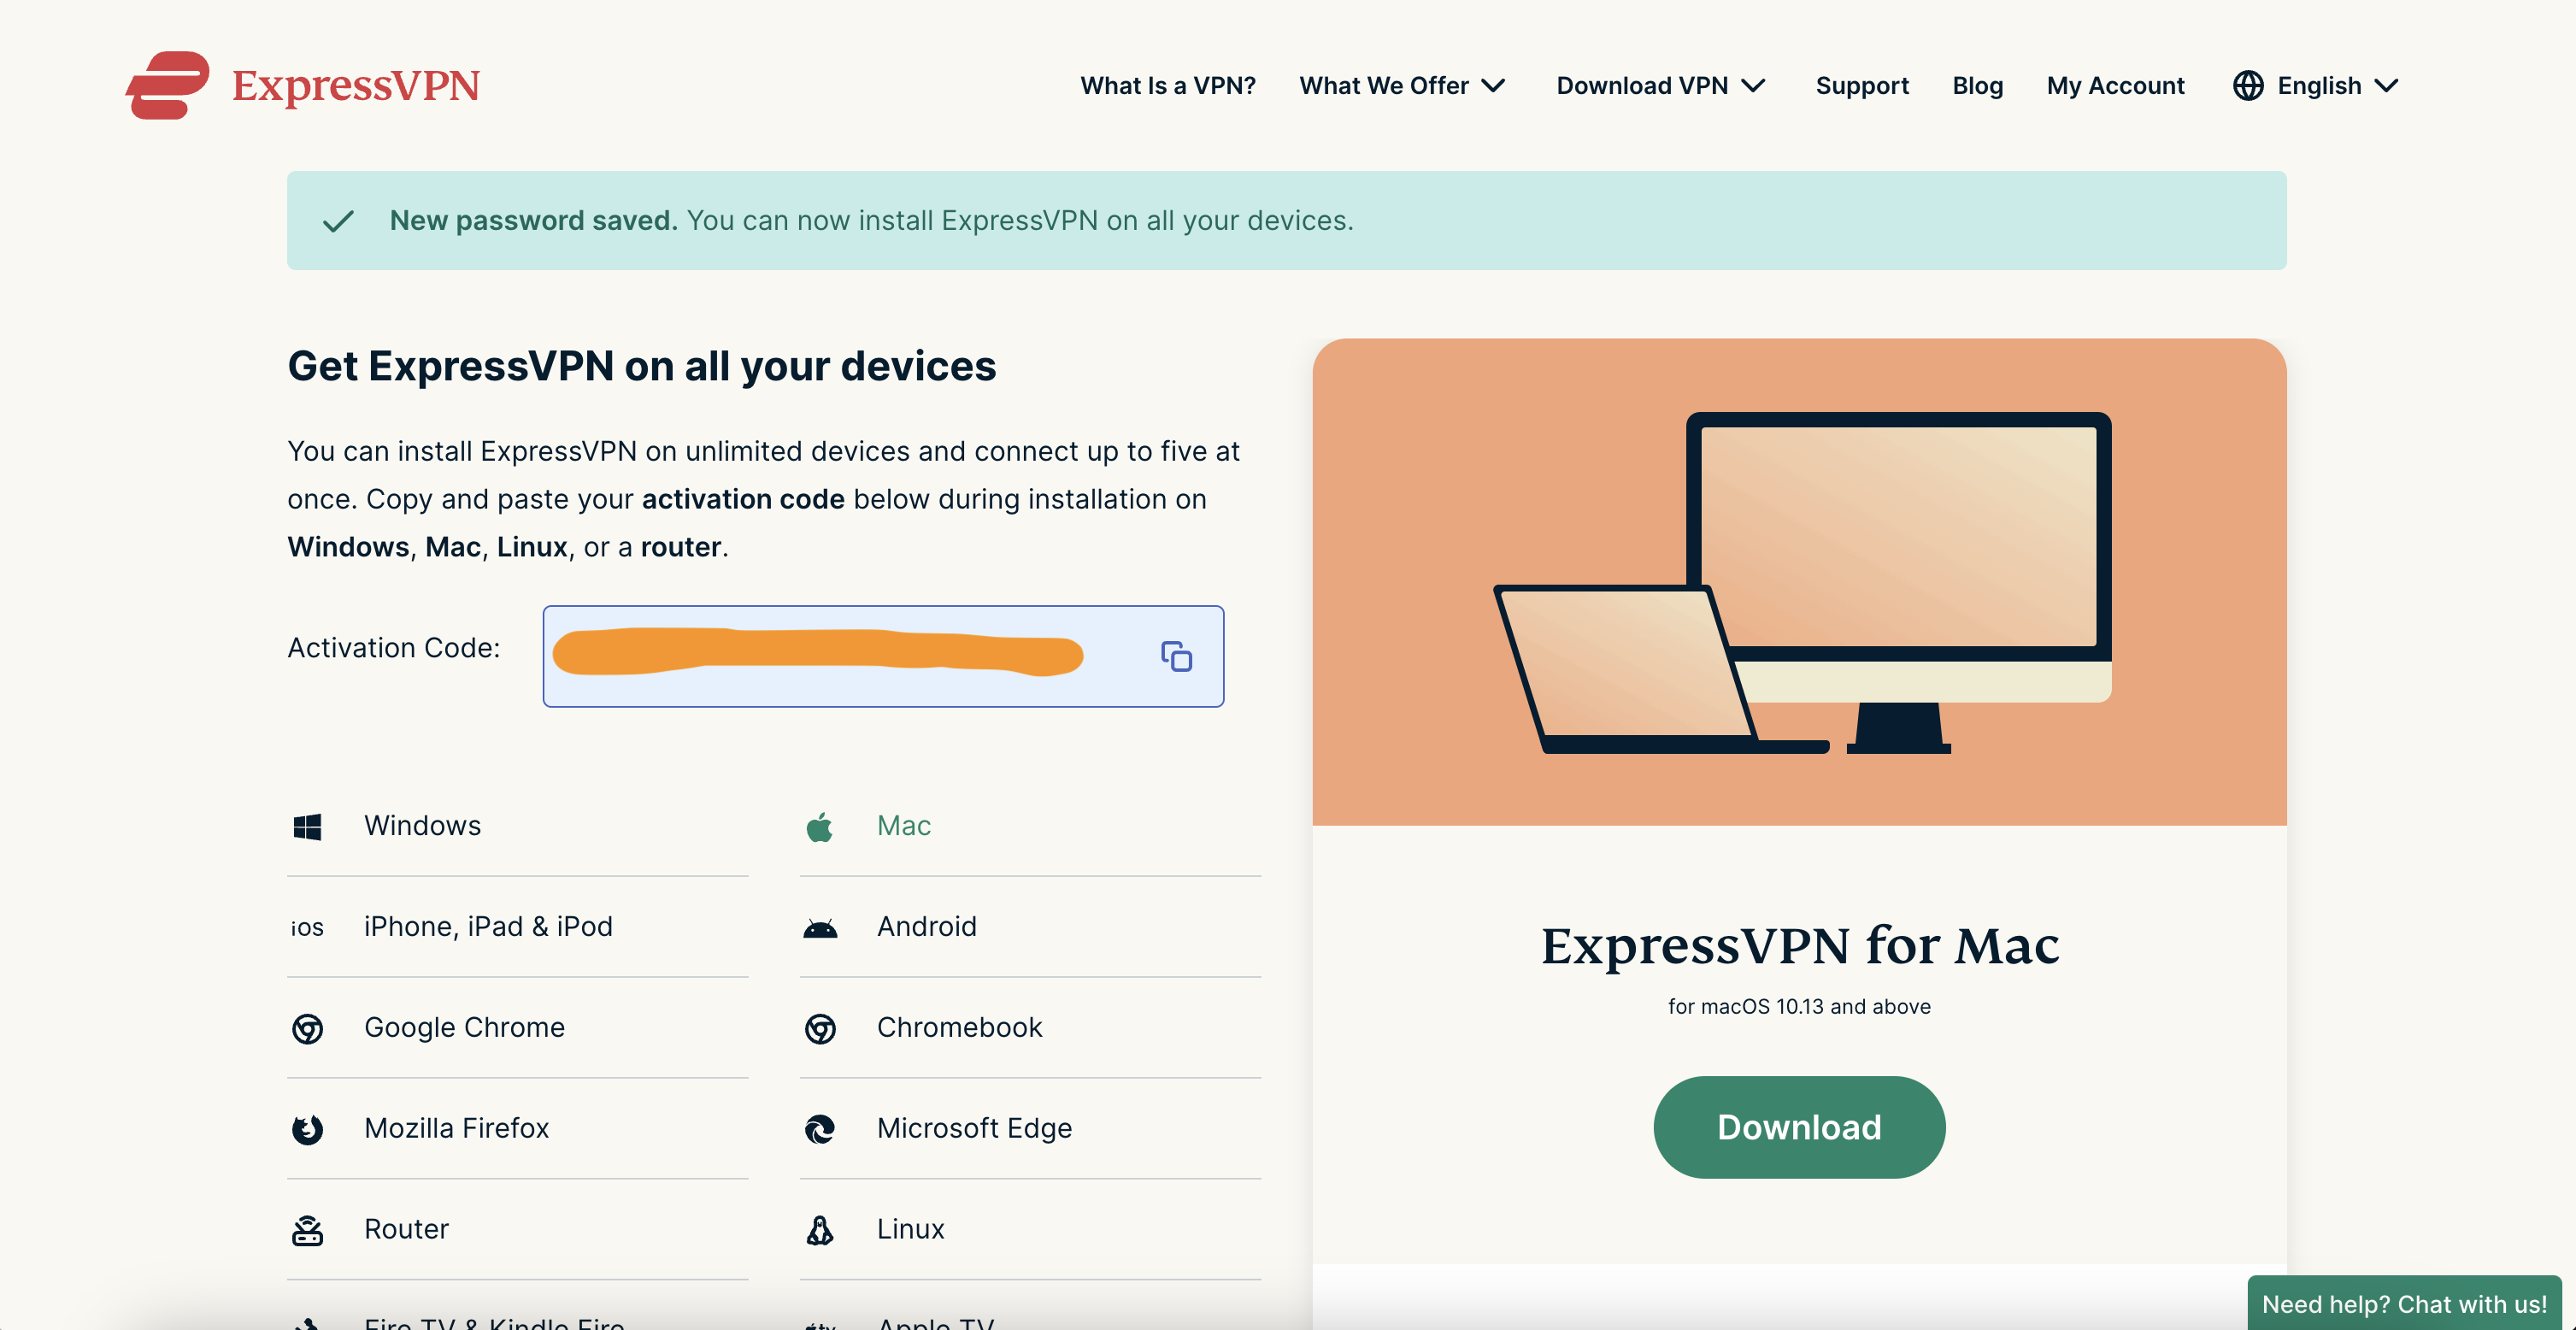 ExpressVPN
What Is a VPN? What We Offer Download VPN Support Blog My Account English
New password saved. You can now install ExpressVPN on all your devices.
Get ExpressVPN on all your devices
You can install ExpressVPN on unlimited devices and connect up to five at
once. Copy and paste your activation code below during installation on
Windows, Mac, Linux, or a router.
Activation Code:
Windows
Mac
iOS iPhone, iPad & iPod
Android
Google Chrome
Chromebook
Mozilla Firefox
Microsoft Edge
Router
Linux
Fire TV & Kindle Fire
Apple TV
ExpressVPN for Mac
for macOS 10.13 and above
Download
Need help? Chat with us!